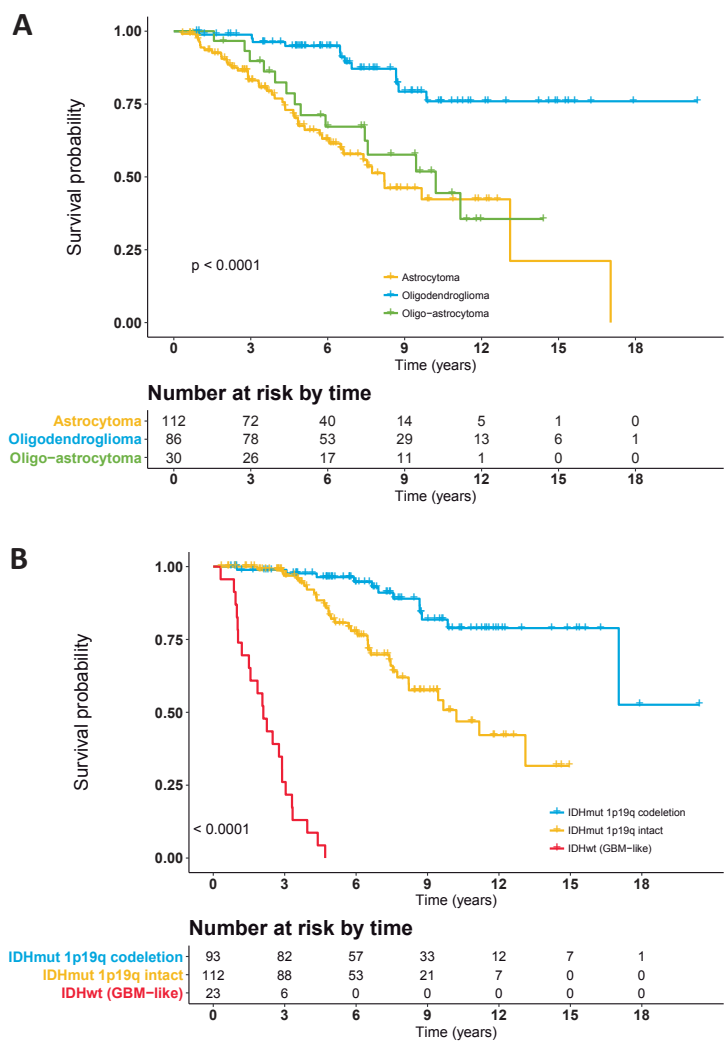 A
1.00
0.75
0.50
0.25
0.00
Survival probability
p < 0.0001
Astrocytoma
Oligodendroglioma
Oligo−astrocytoma
0 3 6 9 12 15 18
Time (years)
Number at risk by time
Astrocytoma 112 72 40 14 5 1 0
Oligodendroglioma 86 78 53 29 13 6 1
Oligo−astrocytoma 30 26 17 11 1 0 0
0 3 6 9 12 15 18
Time (years)
B
1.00
0.75
0.50
0.25
0.00
Survival probability
< 0.0001
IDHmut 1p19q codeletion
IDHmut 1p19q intact
IDHwt (GBM−like)
0 3 6 9 12 15 18
Time (years)
Number at risk by time
IDHmut 1p19q codeletion 93 82 57 33 12 7 1
IDHmut 1p19q intact 112 88 53 21 7 0 0
IDHwt (GBM−like) 23 6 0 0 0 0 0
0 3 6 9 12 15 18
Time (years)